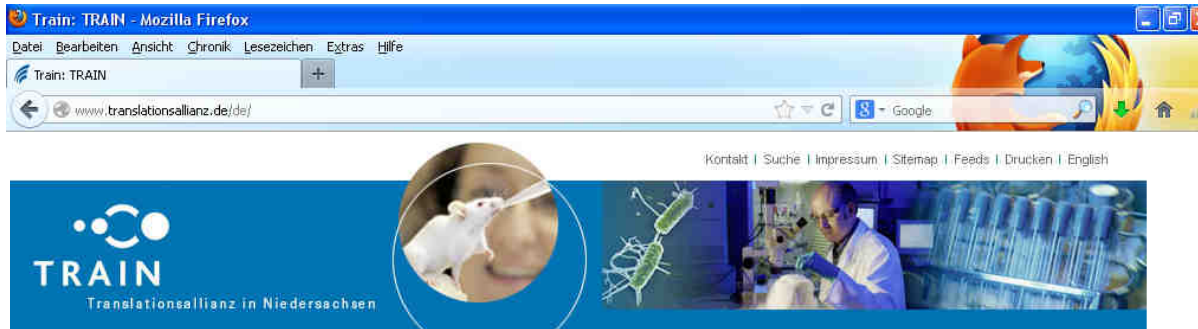 Train: TRAIN - Mozilla Firefox
Datei Bearbeiten Ansicht Chronik Lesezeichen Extras Hilfe
Train: TRAIN
www.translationsallianz.de/de/
Google
Kontakt | Suche | Impressum | Sitemap | Feeds | Drucken | English
TRAIN
Translationsallianz in Niedersachsen